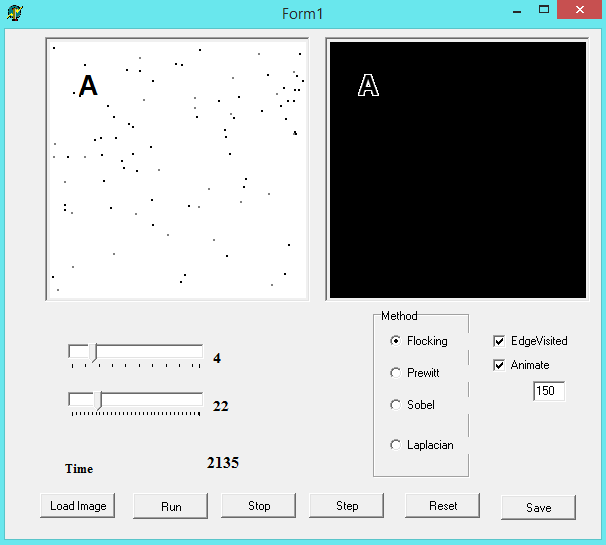 Form1
A
A
Method
Flocking
EdgeVisited
4
Prewitt
Animate
150
22
Sobel
Laplacian
Time 2135
Load Image Run Stop Step Reset Save